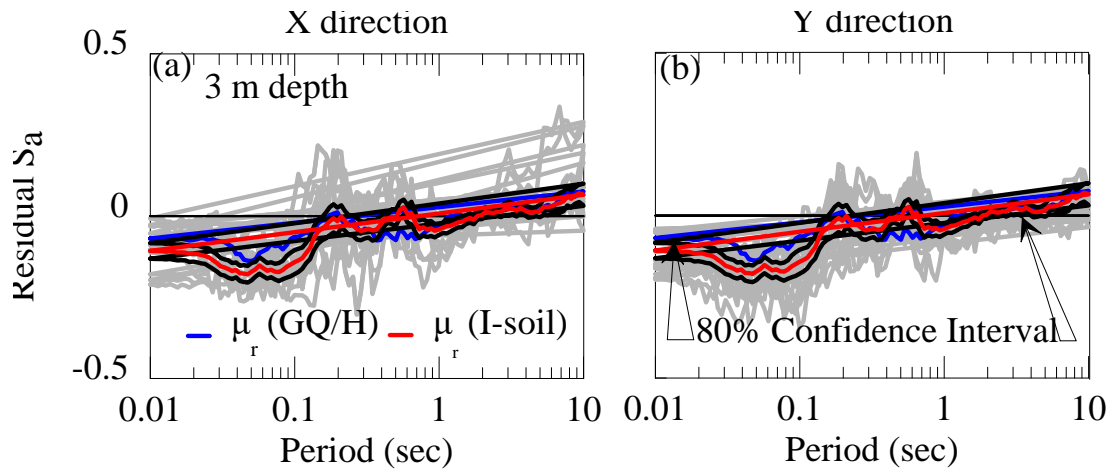 X direction
Y direction
0.5
(a)
3 m depth
(b)
Residual Sa
0
μr (GQ/H)
μr (I-soil)
80% Confidence Interval
-0.5
0.01 0.1 1 10
0.01 0.1 1 10
Period (sec)
Period (sec)